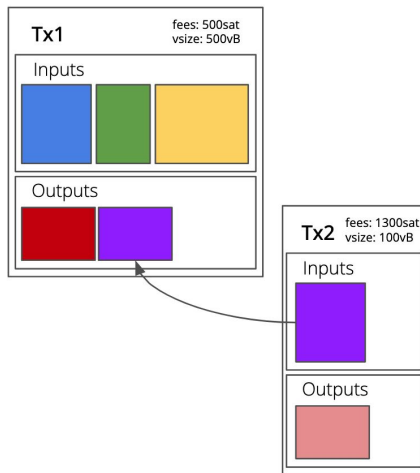 Tx1
fees: 500sat
vsize: 500vB
Inputs
Outputs
Tx2
fees: 1300sat
vsize: 100vB
Inputs
Outputs